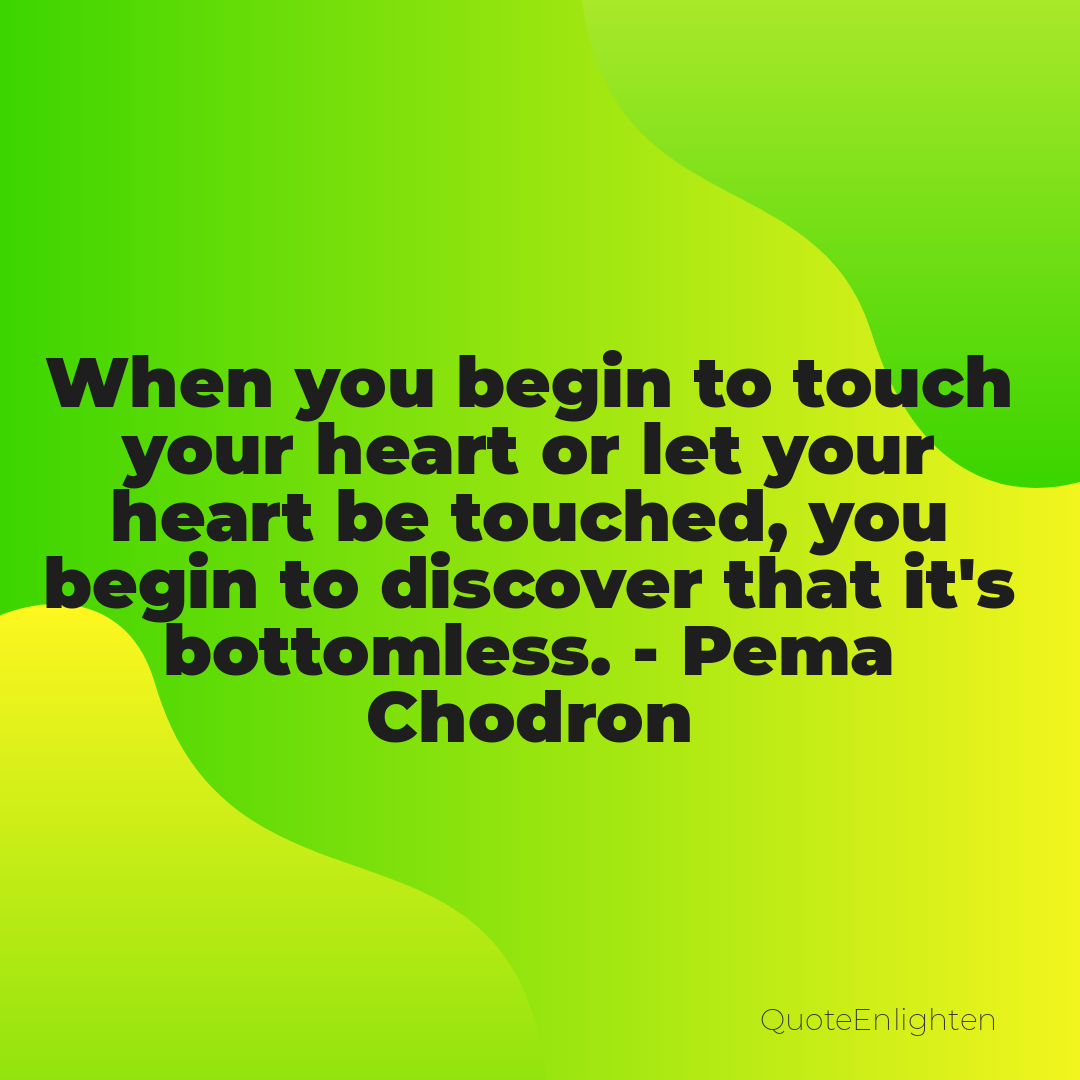 When you begin to touch
your heart or let your
heart be touched, you
begin to discover that it's
bottomless. - Pema
Chodron
QuoteEnlighten